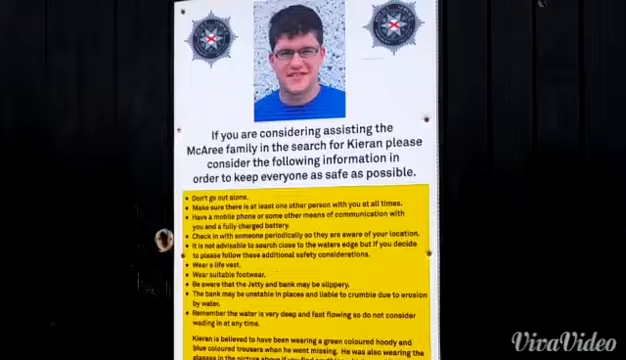 If you are considering assisting the
McAree family in the search for Kieran please
consider the following information in
order to keep everyone as safe as possible.
• Don't go out alone.
• Make sure there is at least one other person with you at all times.
• Have a mobile phone or some other means of communication with
you and a fully charged battery.
• Check in with someone periodically so they are aware of your location.
• It is not advisable to search close to the waters edge but if you decide
to please follow these additional safety considerations.
• Wear a life vest.
• Wear suitable footwear.
• Be aware that the Jetty and bank may be slippery.
• The bank may be unstable in places and liable to crumble due to erosion
by water.
• Remember the water is very deep and fast flowing so do not consider
wading in at any time.
Kieran is believed to have been wearing a green coloured hoody and
blue coloured trousers when he went missing. He was also wearing the
glasses in the picture above if you find
VivaVideo